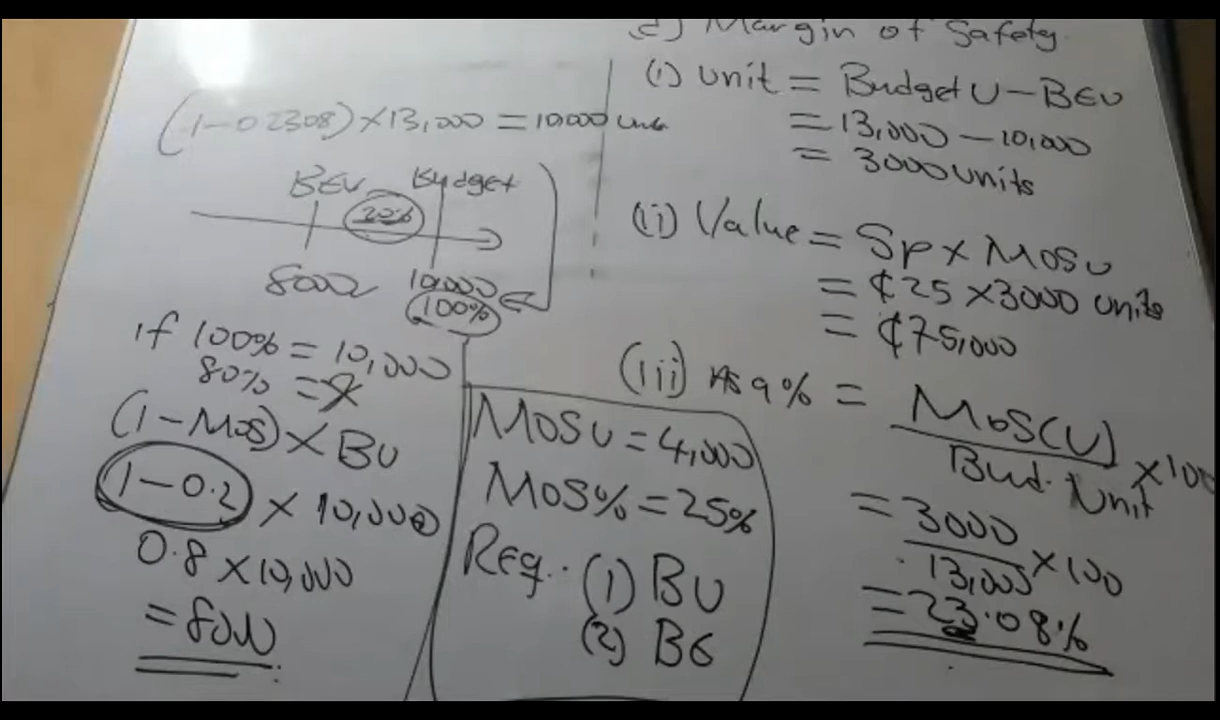 c) Margin of Safety
(i) unit = Budget U - BEU
= 13,000 - 10,000
= 3000 units
(ii) Value = Sp x MoSu
= ₵25 x 3000 units
= ₵75,000
(iii) As a % = MoS(U) / Bud. Unit x 100
= 3000 / 13,000 x 100
= 23.08%
(1-0.2308) x 13,000 = 10,000 units
BEU Budget
20%
8000 10,000
100%
if 100% = 10,000
80% = X
(1 - MoS) x BU
1 - 0.2 x 10,000
0.8 x 10,000
= 8000
MOSU = 4,000
MOS% = 25%
Req. (1) BU
(2) BE